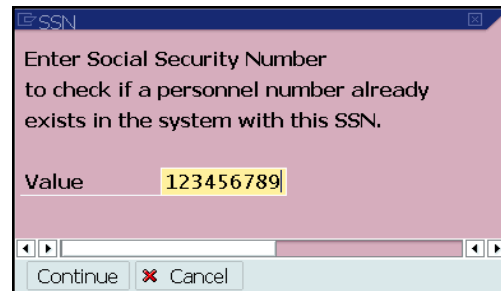 SSN
Enter Social Security Number
to check if a personnel number already
exists in the system with this SSN.
Value 123456789
Continue Cancel